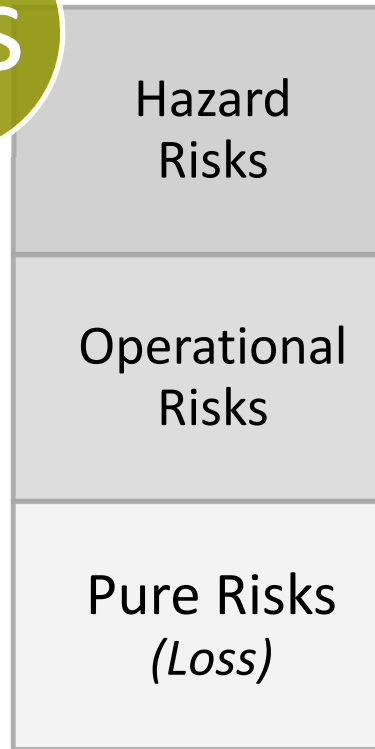 s
Hazard
Risks
Operational
Risks
Pure Risks
(Loss)